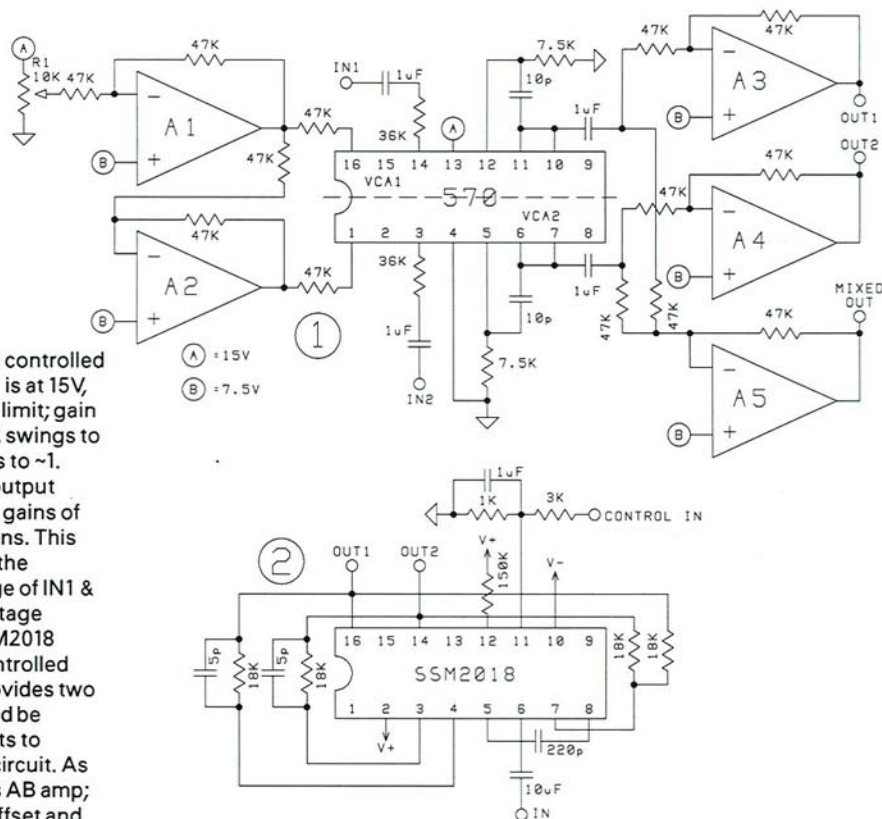 A
R1
10K
47K
47K
A1
B
47K
47K
47K
A2
B
47K
1
A =15V
B =7.5V
IN1
1uF
36K
A
7.5K
10p
1uF
16 15 14 13 12 11 10 9
VCA1
570
VCA2
1 2 3 4 5 6 7 8
36K
1uF
IN2
7.5K
10p
1uF
47K
47K
A3
B
OUT1
OUT2
47K
47K
A4
B
47K
47K
MIXED
OUT
47K
A5
B
controlled
is at 15V,
limit; gain
swings to
s to ~1.
output
gains of
ns. This
the
ge of IN1 &
tage
M2018
ntrolled
ovides two
d be
ts to
circuit. As
s AB amp;
ffset and
2
1uF
1K
3K
CONTROL IN
OUT1
OUT2
V+
150K
V-
16 15 14 13 12 11 10 9
SSM2018
1 2 3 4 5 6 7 8
5p
18K
5p
18K
18K
18K
V+
220p
10uF
IN